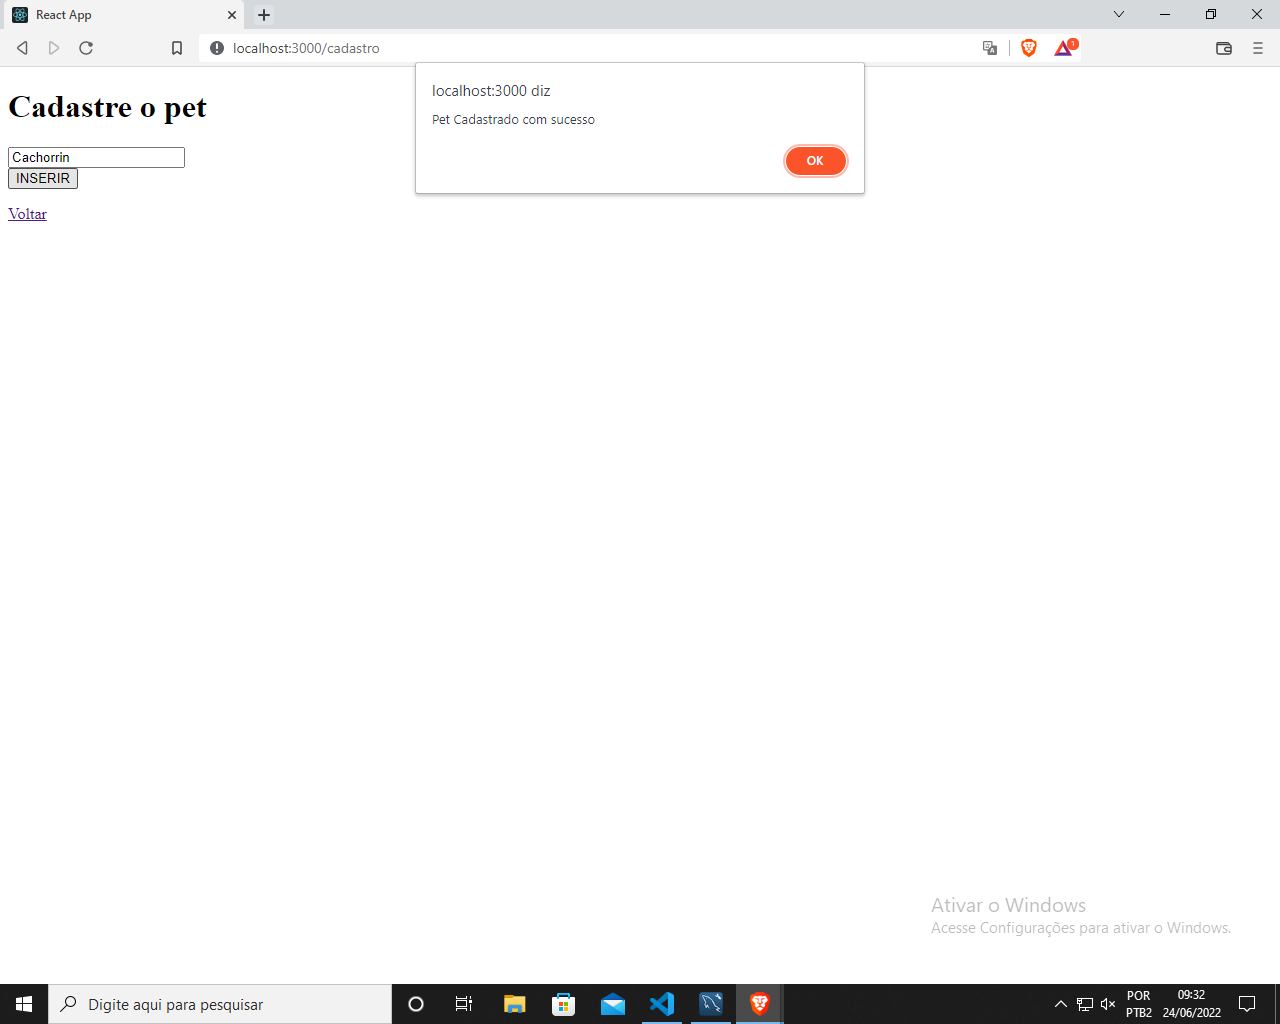 React App
localhost:3000/cadastro
1
Cadastre o pet
Cachorrin
INSERIR
Voltar
localhost:3000 diz
Pet Cadastrado com sucesso
OK
Ativar o Windows
Acesse Configurações para ativar o Windows.
Digite aqui para pesquisar
POR
PTB2
09:32
24/06/2022